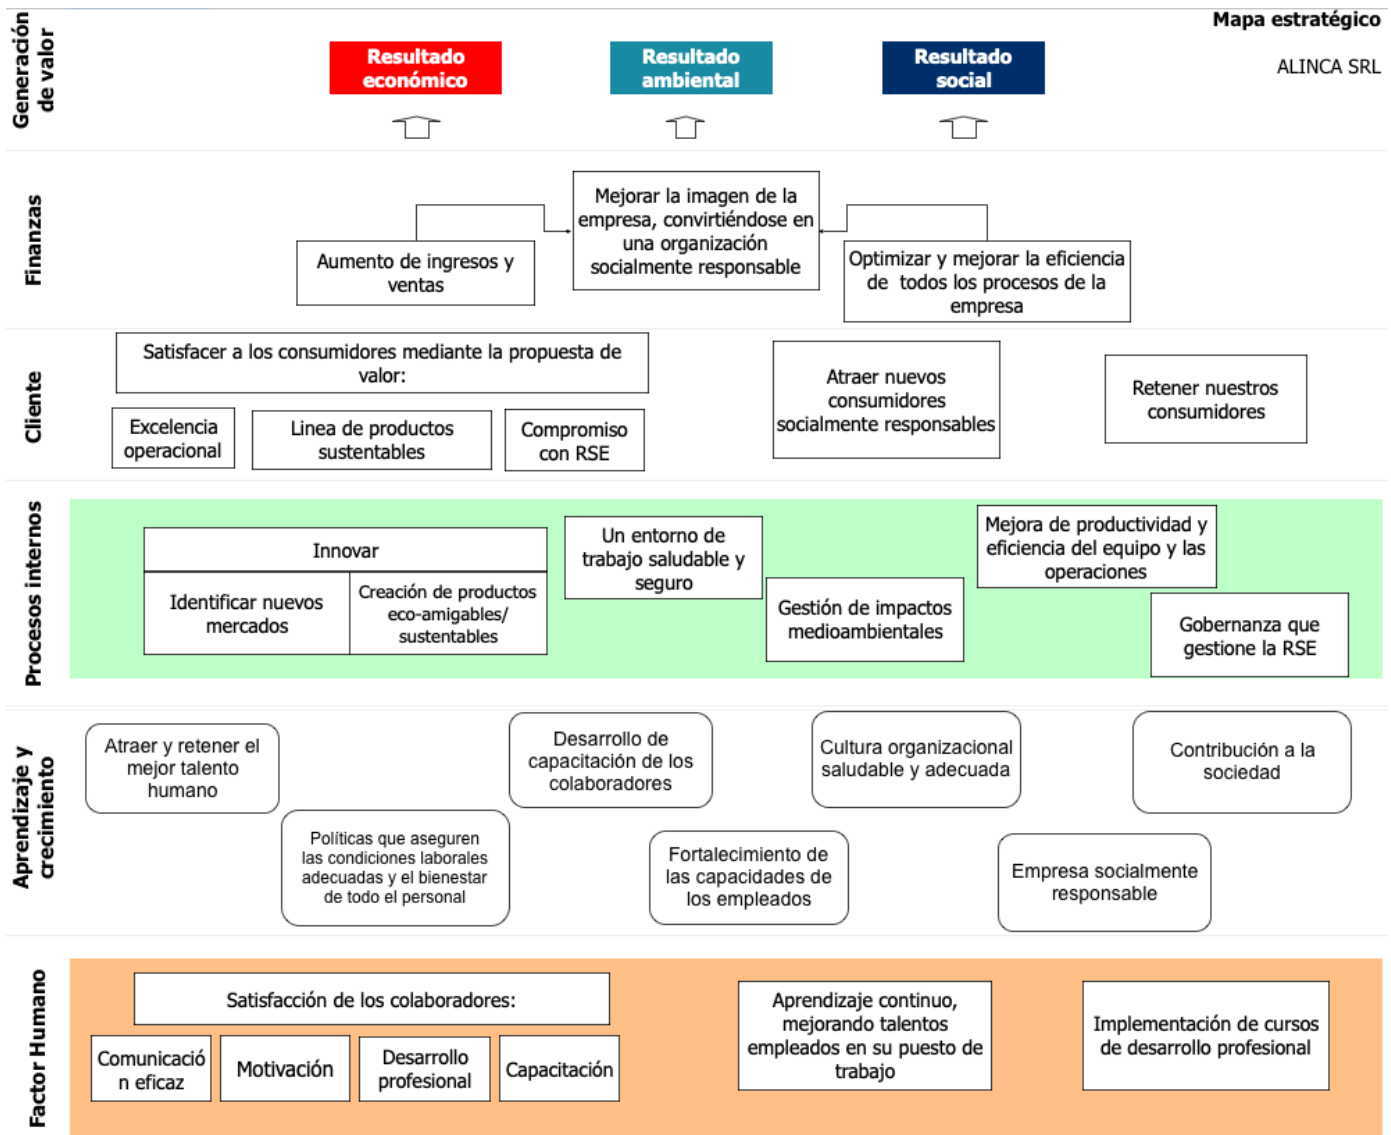 Mapa estratégico
ALINCA SRL
Generación
de valor
Resultado
económico
Resultado
ambiental
Resultado
social
Finanzas
Aumento de ingresos y
ventas
Mejorar la imagen de la
empresa, convirtiéndose en
una organización
socialmente responsable
Optimizar y mejorar la eficiencia
de todos los procesos de la
empresa
Cliente
Satisfacer a los consumidores mediante la propuesta de
valor:
Excelencia
operacional
Linea de productos
sustentables
Compromiso
con RSE
Atraer nuevos
consumidores
socialmente responsables
Retener nuestros
consumidores
Procesos internos
Innovar
Identificar nuevos
mercados
Creación de productos
eco-amigables/
sustentables
Un entorno de
trabajo saludable y
seguro
Gestión de impactos
medioambientales
Mejora de productividad y
eficiencia del equipo y las
operaciones
Gobernanza que
gestione la RSE
Aprendizaje y
crecimiento
Atraer y retener el
mejor talento
humano
Políticas que aseguren
las condiciones laborales
adecuadas y el bienestar
de todo el personal
Desarrollo de
capacitación de los
colaboradores
Fortalecimiento de
las capacidades de
los empleados
Cultura organizacional
saludable y adecuada
Empresa socialmente
responsable
Contribución a la
sociedad
Factor Humano
Satisfacción de los colaboradores:
Comunicació
n eficaz
Motivación
Desarrollo
profesional
Capacitación
Aprendizaje continuo,
mejorando talentos
empleados en su puesto de
trabajo
Implementación de cursos
de desarrollo profesional